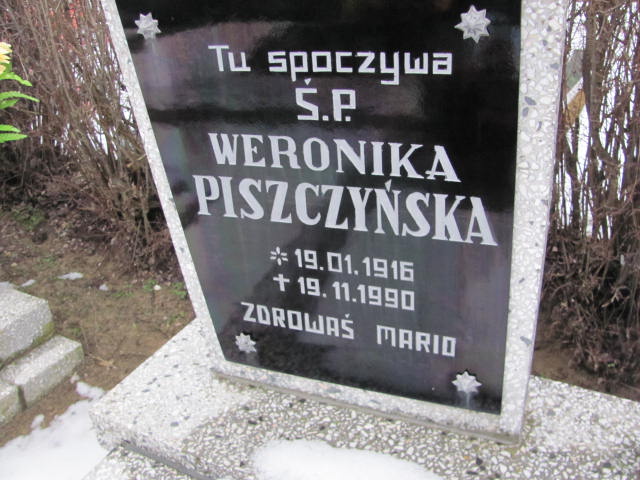 Tu spoczywa
Ś.P.
WERONIKA
PISZCZYŃSKA
* 19.01.1916
+ 19.11.1990
ZDROWAŚ MARIO